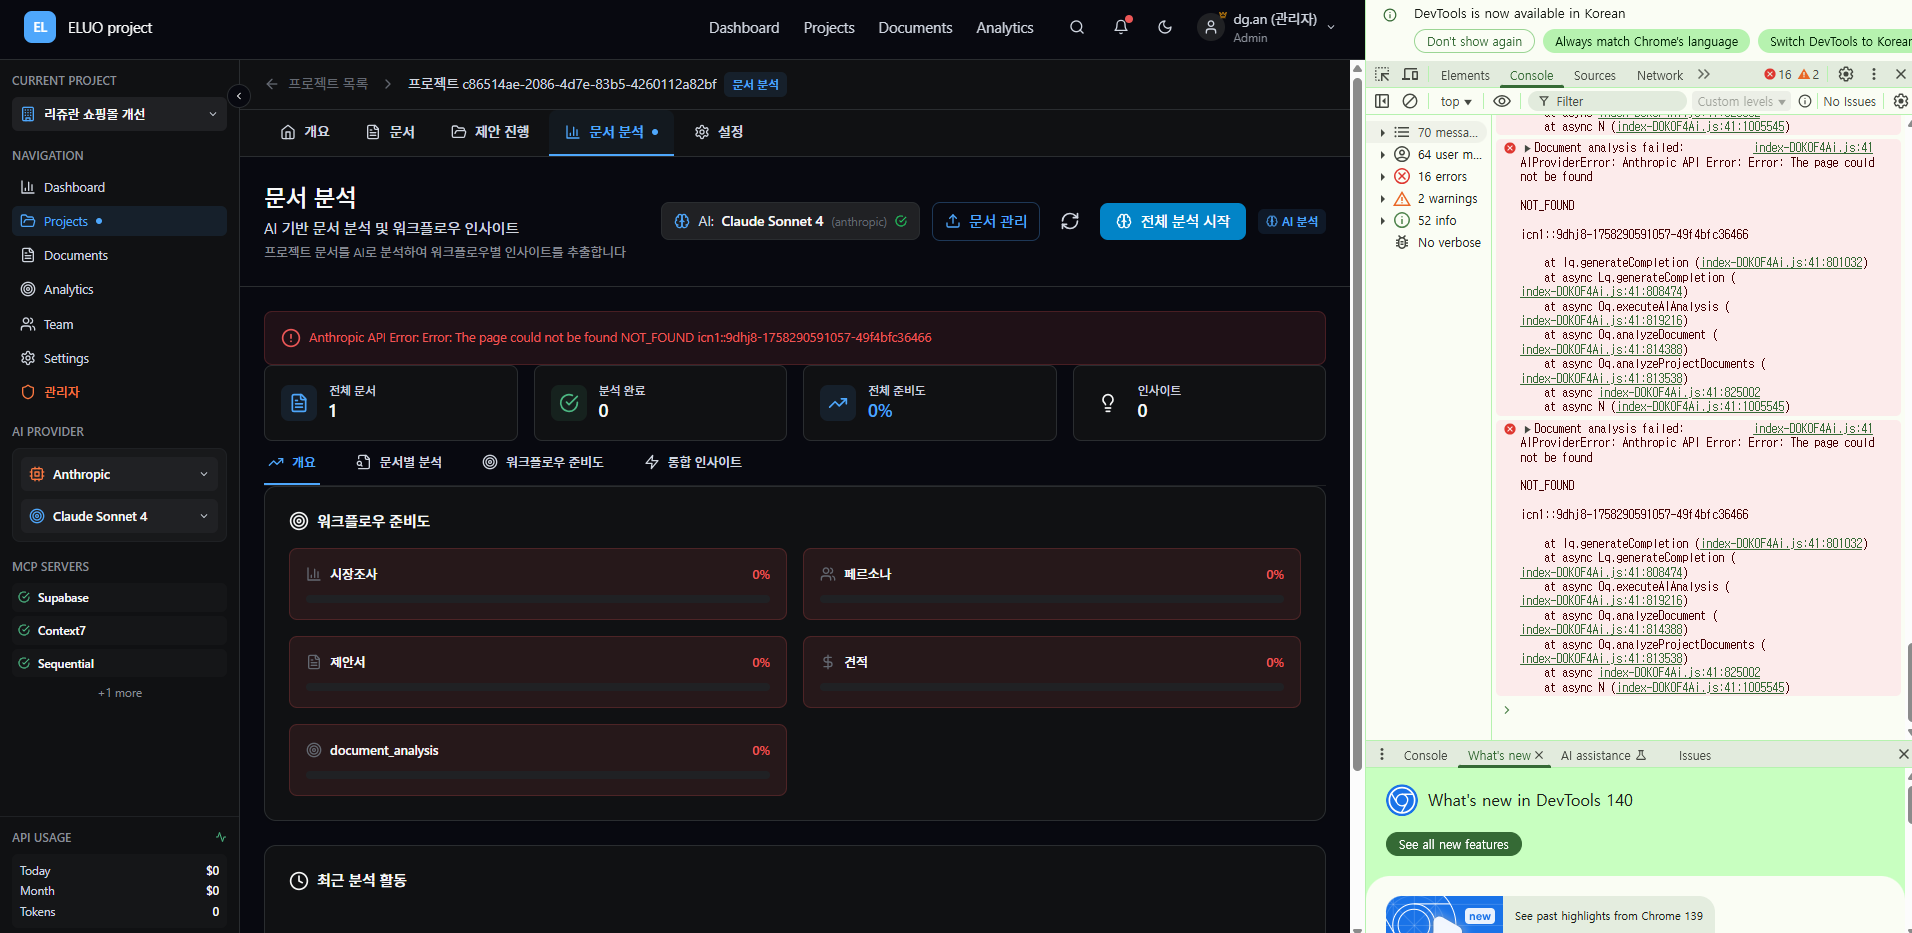 EL ELUO project
Dashboard Projects Documents Analytics
dg.an (관리자)
Admin
CURRENT PROJECT
리쥬란 쇼핑몰 개선
NAVIGATION
Dashboard
Projects
Documents
Analytics
Team
Settings
관리자
AI PROVIDER
Anthropic
Claude Sonnet 4
MCP SERVERS
Supabase
Context7
Sequential
+1 more
API USAGE
Today $0
Month $0
Tokens 0
프로젝트 목록 프로젝트 c86514ae-2086-4d7e-83b5-4260112a82bf 문서 분석
개요 문서 제안 진행 문서 분석 설정
문서 분석
AI 기반 문서 분석 및 워크플로우 인사이트
프로젝트 문서를 AI로 분석하여 워크플로우별 인사이트를 추출합니다
AI: Claude Sonnet 4 (anthropic) 문서 관리 전체 분석 시작 AI 분석
Anthropic API Error: Error: The page could not be found NOT_FOUND icn1::9dhj8-1758290591057-49f4bfc36466
전체 문서
1
분석 완료
0
전체 준비도
0%
인사이트
0
개요 문서별 분석 워크플로우 준비도 통합 인사이트
워크플로우 준비도
시장조사 0%
페르소나 0%
제안서 0%
견적 0%
document_analysis 0%
최근 분석 활동
DevTools is now available in Korean
Don't show again Always match Chrome's language Switch DevTools to Korean
Elements Console Sources Network 16 2
top Filter Custom levels No Issues
70 messa...
64 user m...
16 errors
2 warnings
52 info
No verbose
at async N (index-DOKOF4Ai.js:41:1005545)
Document analysis failed: index-DOKOF4Ai.js:41
AIProviderError: Anthropic API Error: Error: The page could
not be found
NOT_FOUND
icn1::9dhj8-1758290591057-49f4bfc36466
at Iq.generateCompletion (index-DOKOF4Ai.js:41:801032)
at async Lq.generateCompletion (
index-DOKOF4Ai.js:41:808474)
at async Oq.executeAIAnalysis (
index-DOKOF4Ai.js:41:819216)
at async Oq.analyzeDocument (
index-DOKOF4Ai.js:41:814388)
at async Oq.analyzeProjectDocuments (
index-DOKOF4Ai.js:41:813538)
at async index-DOKOF4Ai.js:41:825002
at async N (index-DOKOF4Ai.js:41:1005545)
Document analysis failed: index-DOKOF4Ai.js:41
AIProviderError: Anthropic API Error: Error: The page could
not be found
NOT_FOUND
icn1::9dhj8-1758290591057-49f4bfc36466
at Iq.generateCompletion (index-DOKOF4Ai.js:41:801032)
at async Lq.generateCompletion (
index-DOKOF4Ai.js:41:808474)
at async Oq.executeAIAnalysis (
index-DOKOF4Ai.js:41:819216)
at async Oq.analyzeDocument (
index-DOKOF4Ai.js:41:814388)
at async Oq.analyzeProjectDocuments (
index-DOKOF4Ai.js:41:813538)
at async index-DOKOF4Ai.js:41:825002
at async N (index-DOKOF4Ai.js:41:1005545)
Console What's new AI assistance Issues
What's new in DevTools 140
See all new features
new
See past highlights from Chrome 139